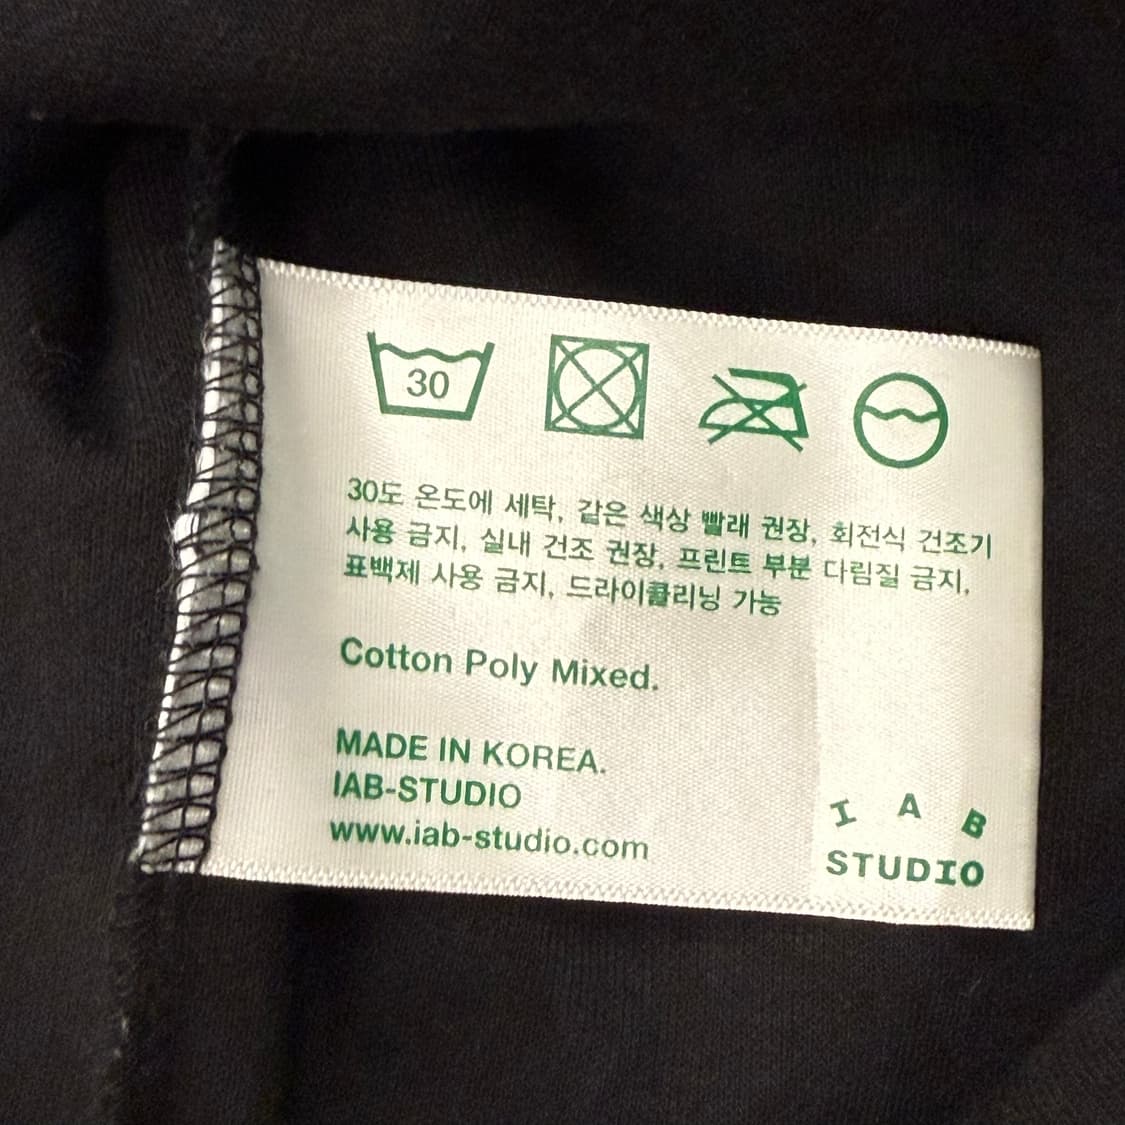 30
30도 온도에 세탁, 같은 색상 빨래 권장, 회전식 건조기
사용 금지, 실내 건조 권장, 프린트 부분 다림질 금지,
표백제 사용 금지, 드라이클리닝 가능
Cotton Poly Mixed.
MADE IN KOREA.
IAB-STUDIO
www.iab-studio.com
I A B
STUDIO